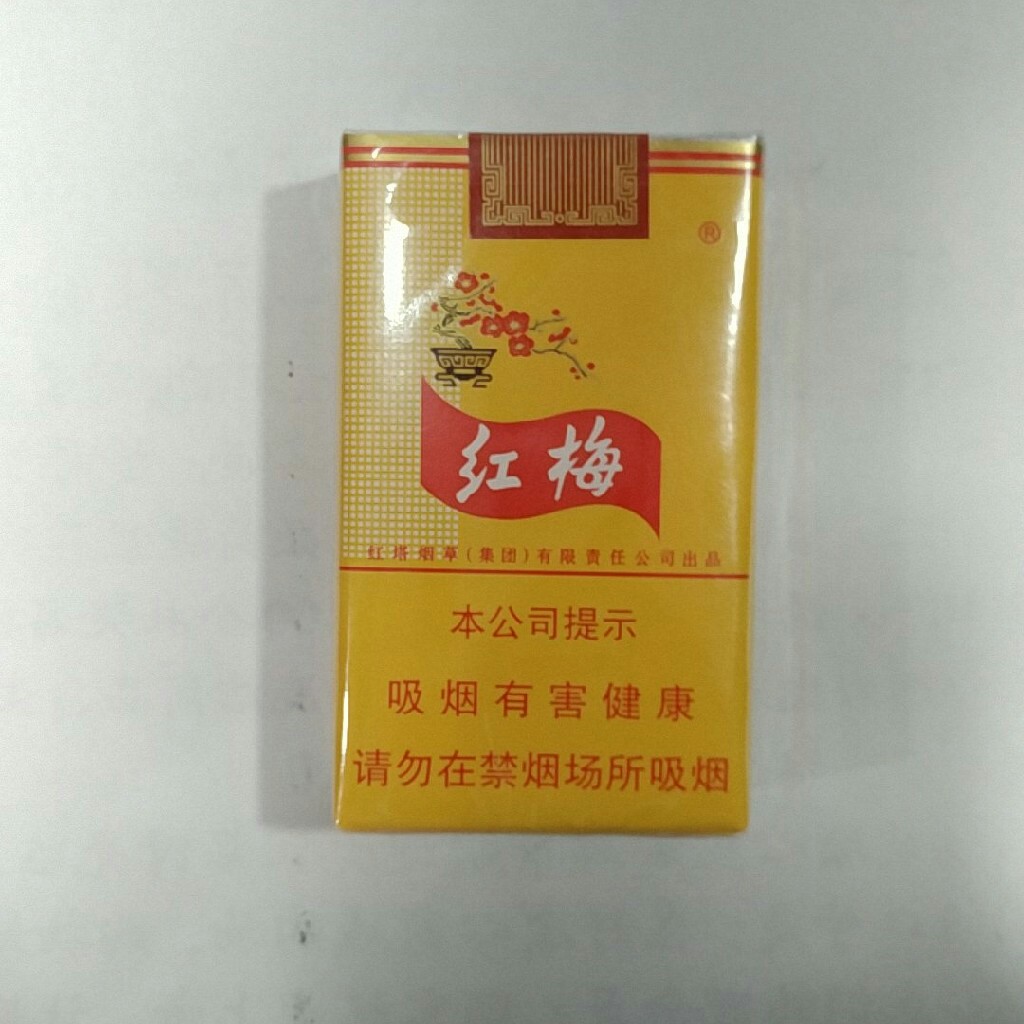 ®
红梅
红塔烟草(集团)有限責任公司出品
本公司提示
吸烟有害健康
请勿在禁烟场所吸烟